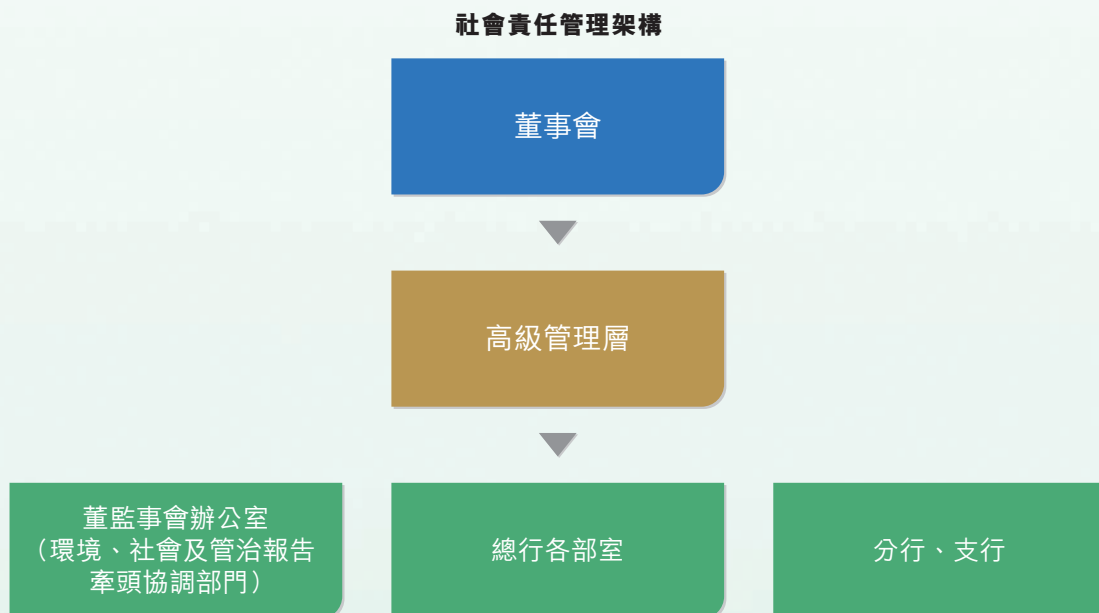 社會責任管理架構
董事會
高級管理層
董監事會辦公室
（環境、社會及管治報告
牽頭協調部門）
總行各部室
分行、支行